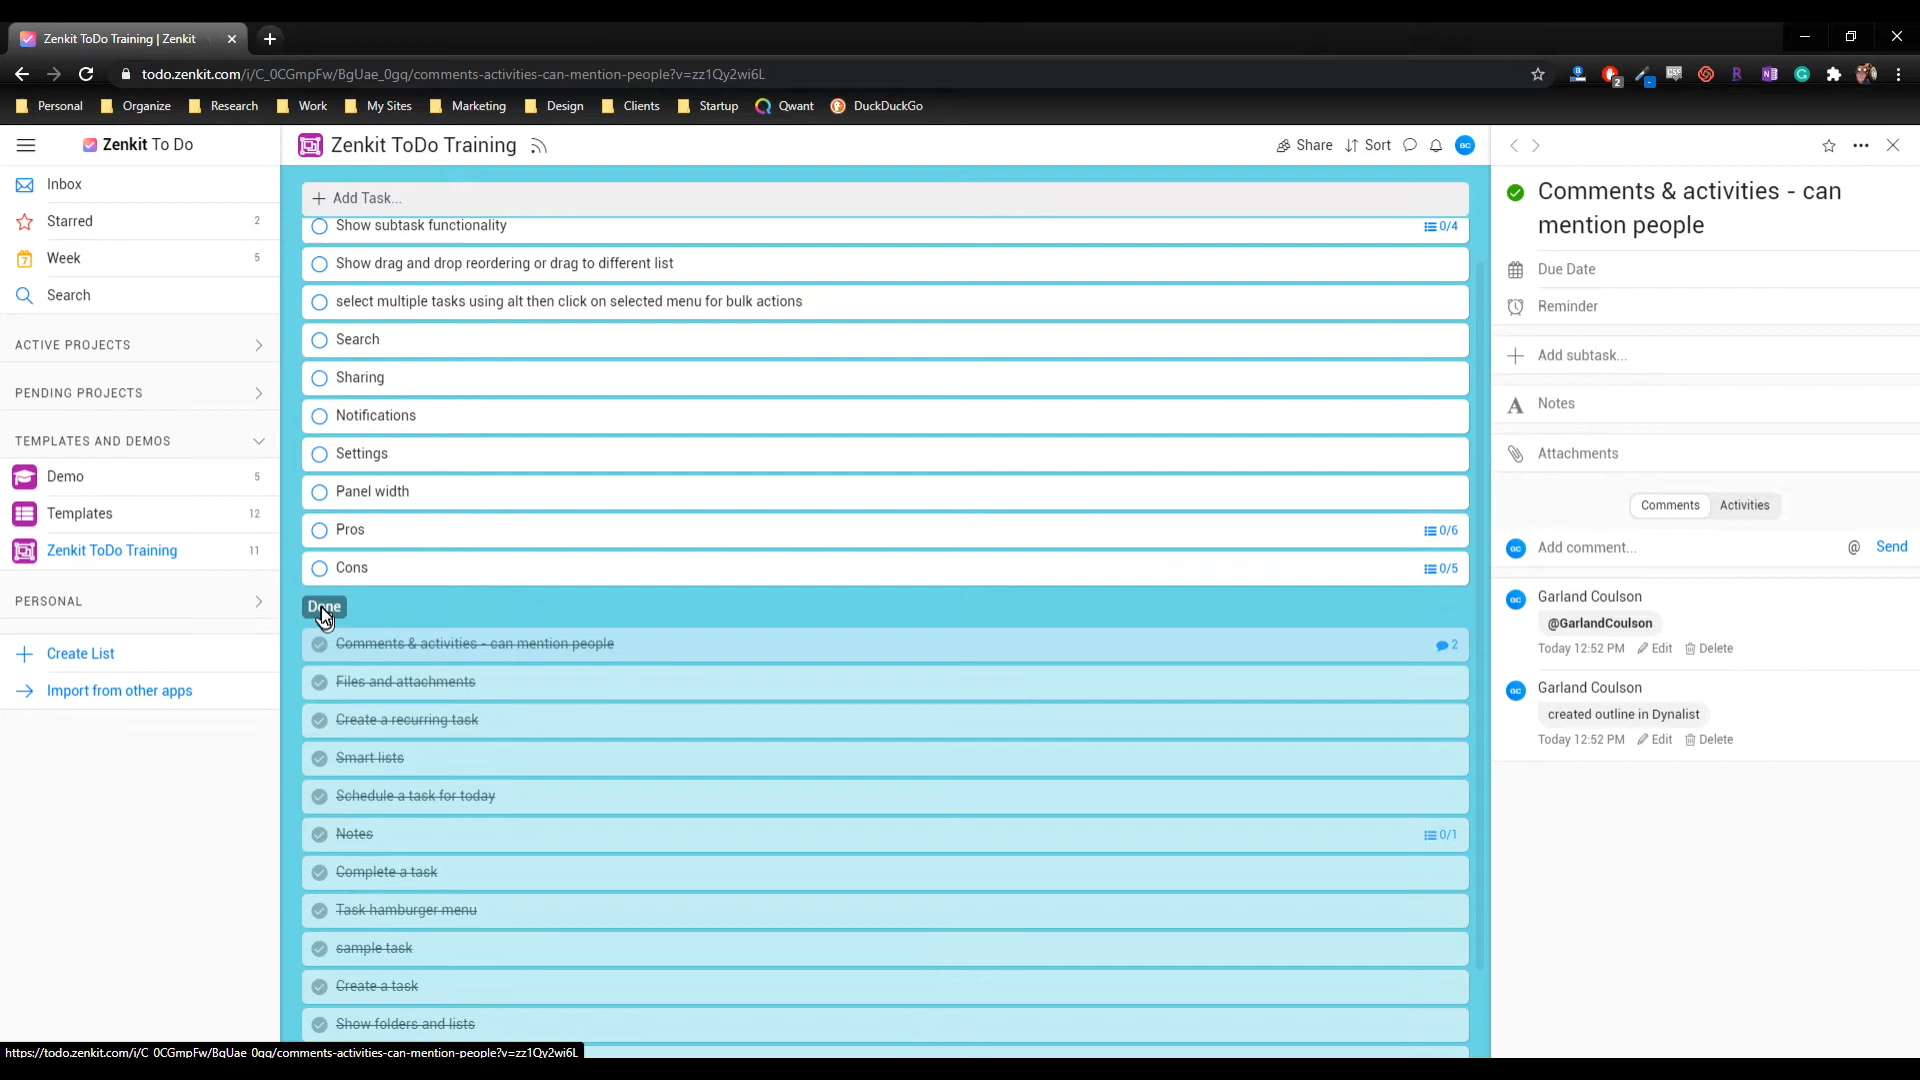 Zenkit ToDo Training | Zenkit
todo.zenkit.com/i/C_0CGmpFw/BgUae_0gq/comments-activities-can-mention-people?v=zz1Qy2wi6L
Personal Organize Research Work My Sites Marketing Design Clients Startup Qwant DuckDuckGo
Zenkit To Do
Inbox
Starred 2
Week 5
Search
ACTIVE PROJECTS
PENDING PROJECTS
TEMPLATES AND DEMOS
Demo 5
Templates 12
Zenkit ToDo Training 11
PERSONAL
Create List
Import from other apps
Zenkit ToDo Training
Share Sort GC
Add Task...
Show subtask functionality 0/4
Show drag and drop reordering or drag to different list
select multiple tasks using alt then click on selected menu for bulk actions
Search
Sharing
Notifications
Settings
Panel width
Pros 0/6
Cons 0/5
Done
Comments & activities - can mention people 2
Files and attachments
Create a recurring task
Smart lists
Schedule a task for today
Notes 0/1
Complete a task
Task hamburger menu
sample task
Create a task
Show folders and lists
Comments & activities - can
mention people
Due Date
Reminder
Add subtask...
Notes
Attachments
Comments Activities
GC Add comment... @ Send
GC Garland Coulson
@GarlandCoulson
Today 12:52 PM Edit Delete
GC Garland Coulson
created outline in Dynalist
Today 12:52 PM Edit Delete
https://todo.zenkit.com/i/C_0CGmpFw/BgUae_0gq/comments-activities-can-mention-people?v=zz1Qy2wi6L